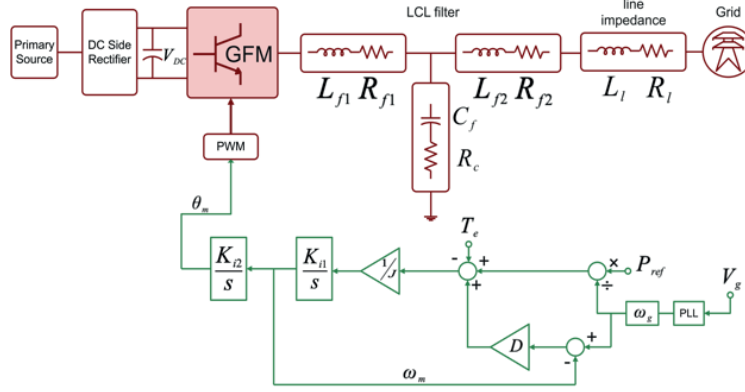 LCL filter
line
impedance
Grid
Primary
Source
DC Side
Rectifier
V_DC
GFM
L_f1 R_f1
L_f2 R_f2
L_l R_l
C_f
R_c
PWM
θ_m
T_e
K_i2
s
K_i1
s
1/J
- +
+
×
÷
P_ref
V_g
ω_g
PLL
D
+
-
ω_m